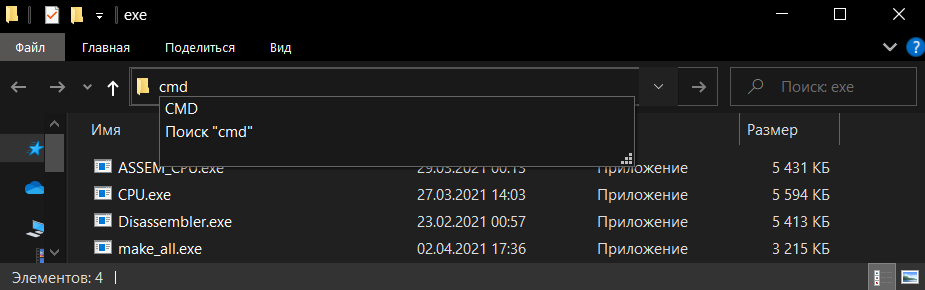 exe
Файл Главная Поделиться Вид
cmd Поиск: exe
CMD
Поиск "cmd"
Имя Размер
ASSEM_CPU.exe 29.03.2021 00:13 Приложение 5 431 КБ
CPU.exe 27.03.2021 14:03 Приложение 5 594 КБ
Disassembler.exe 23.02.2021 00:57 Приложение 5 413 КБ
make_all.exe 02.04.2021 17:36 Приложение 3 215 КБ
Элементов: 4